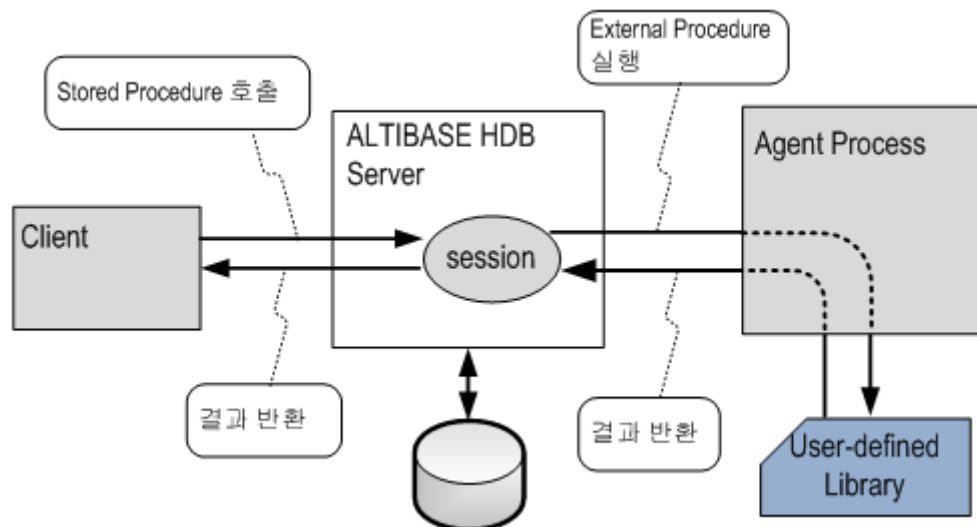 External Procedure
실행
Stored Procedure 호출
ALTIBASE HDB
Server
Agent Process
Client
session
결과 반환
결과 반환
User-defined
Library